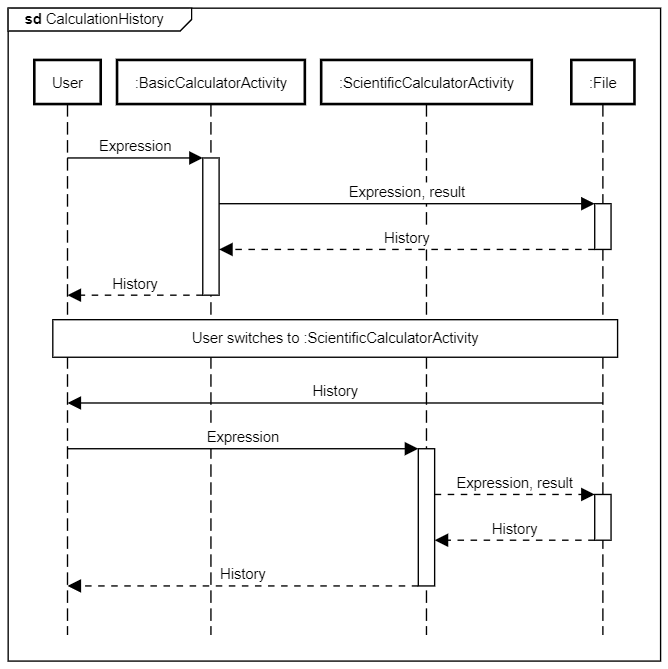 sd CalculationHistory
User
:BasicCalculatorActivity
:ScientificCalculatorActivity
:File
Expression
Expression, result
History
History
User switches to :ScientificCalculatorActivity
History
Expression
Expression, result
History
History